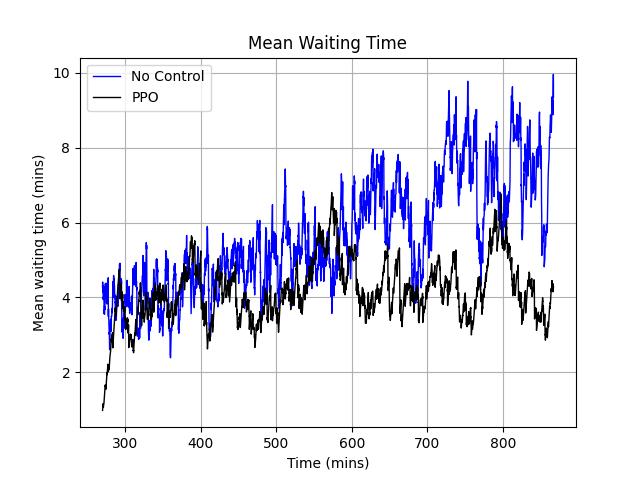 Mean Waiting Time
No Control
PPO
Mean waiting time (mins)
10
8
6
4
2
300 400 500 600 700 800
Time (mins)